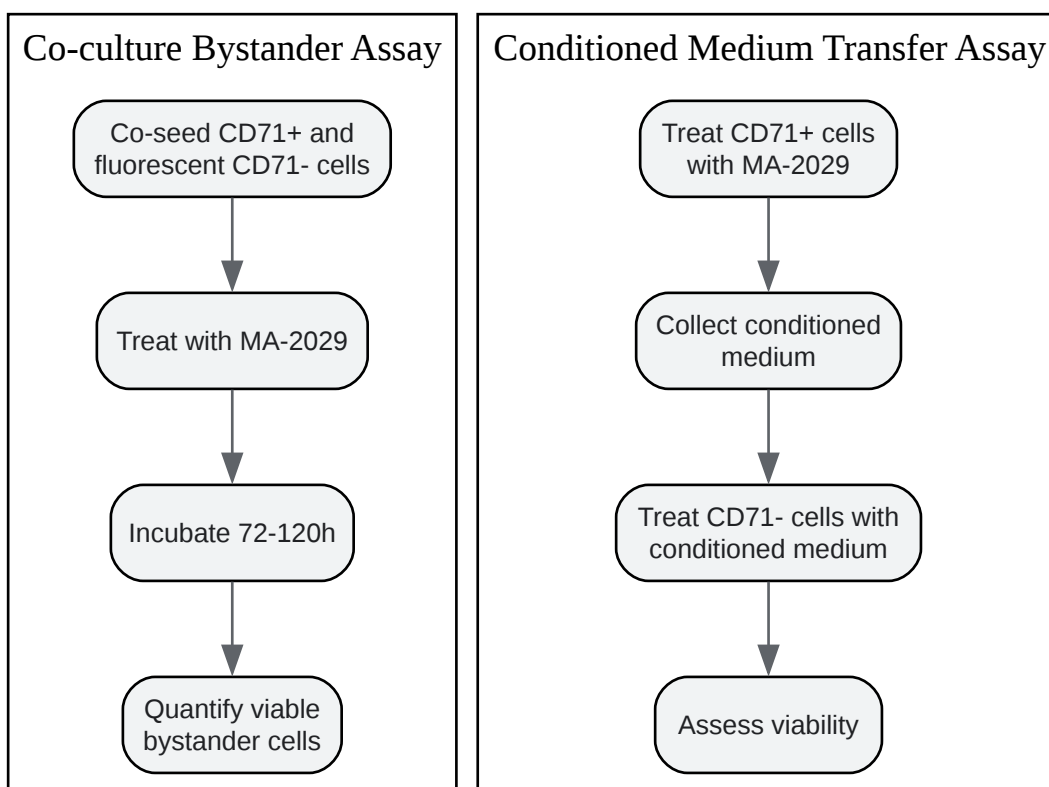 Co-culture Bystander Assay
Co-seed CD71+ and
fluorescent CD71- cells
Treat with MA-2029
Incubate 72-120h
Quantify viable
bystander cells
Conditioned Medium Transfer Assay
Treat CD71+ cells
with MA-2029
Collect conditioned
medium
Treat CD71- cells with
conditioned medium
Assess viability